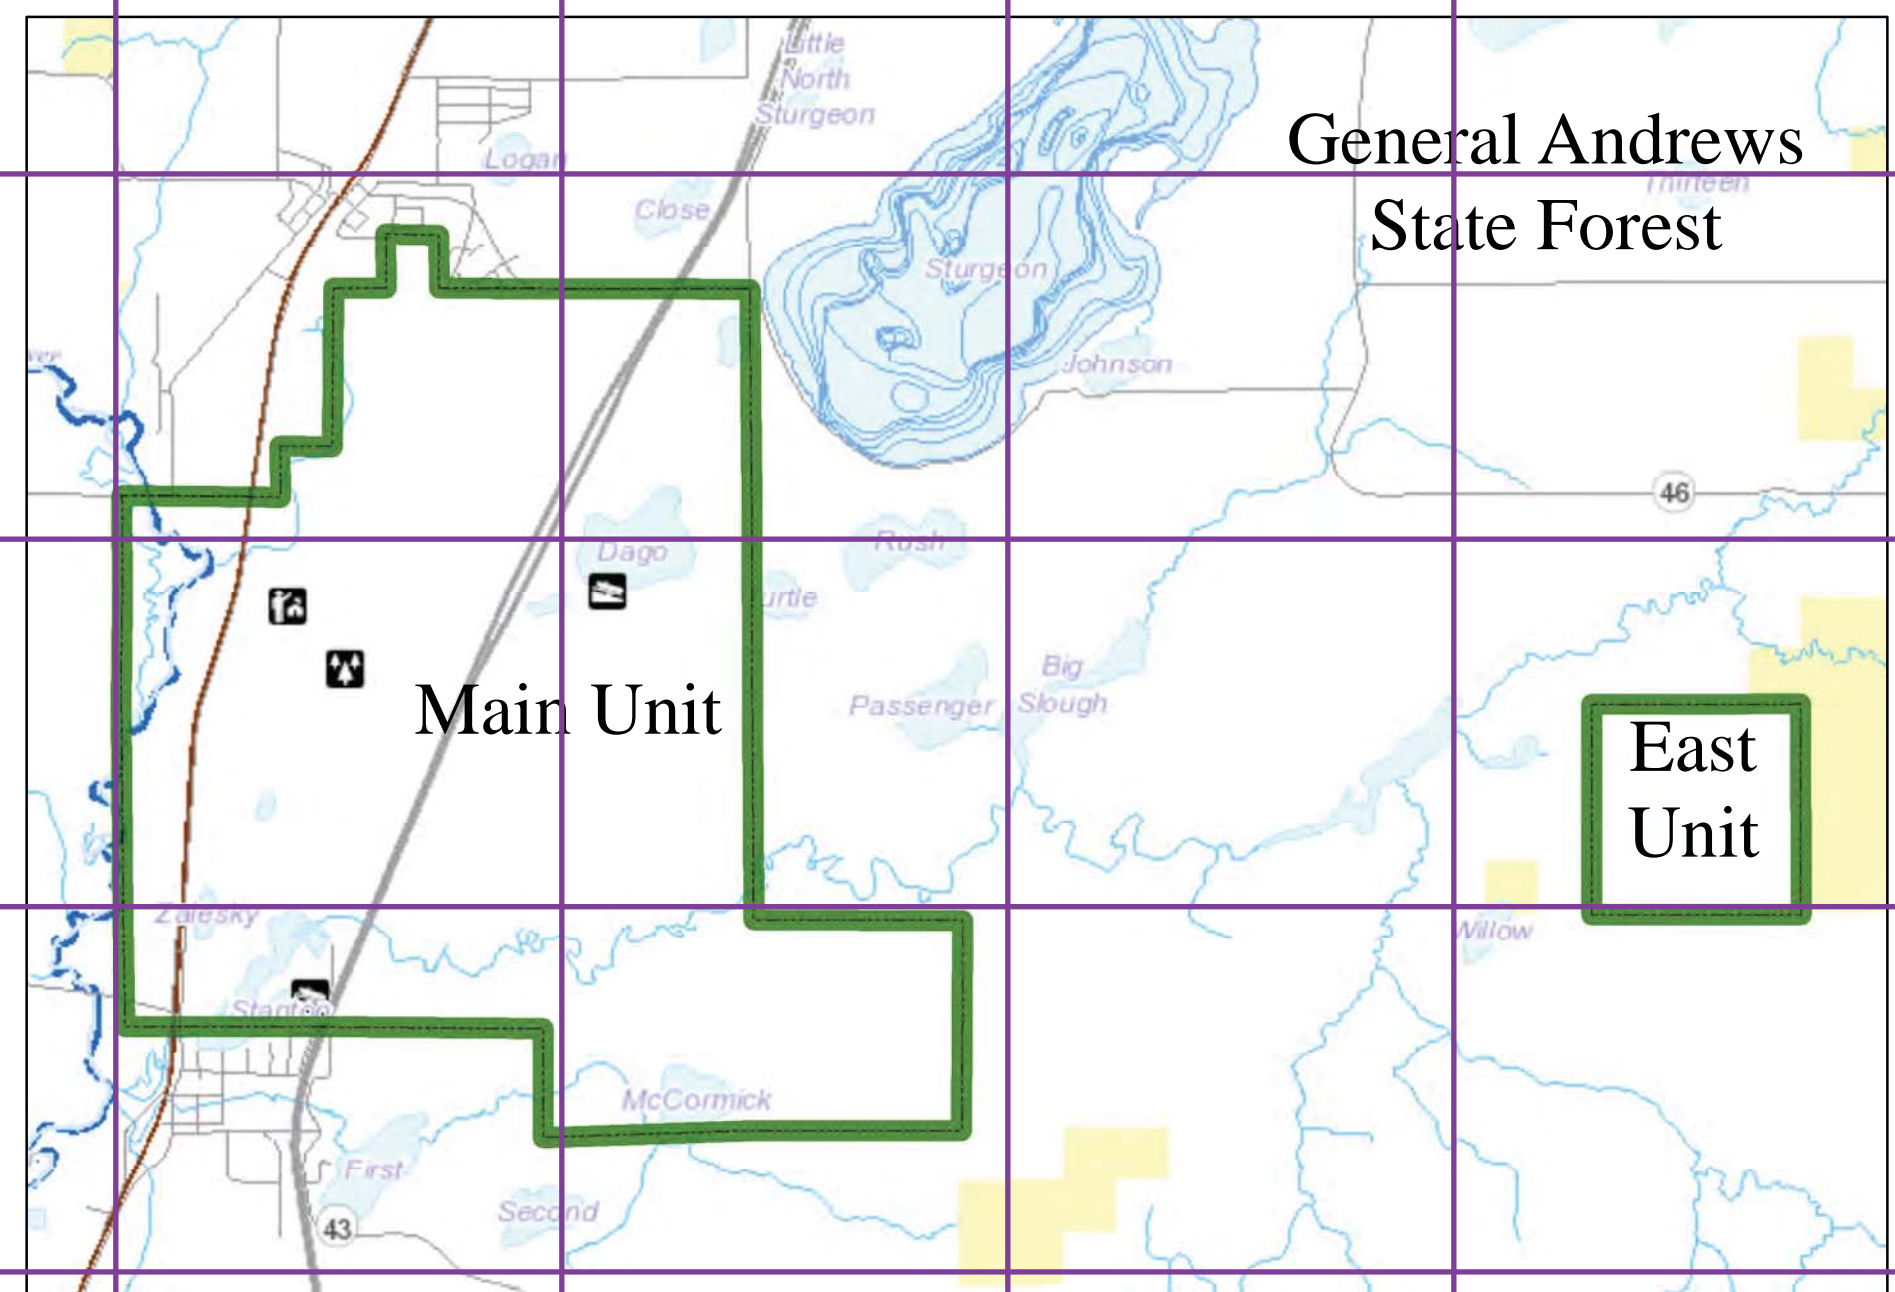 Little
North
Sturgeon
General Andrews
State Forest
Logan
Thirteen
Close
Sturgeon
Johnson
46
Dago
Rush
urtle
Main Unit
Passenger
Big
Slough
East
Unit
Zalesky
Willow
McCormick
First
Second
43